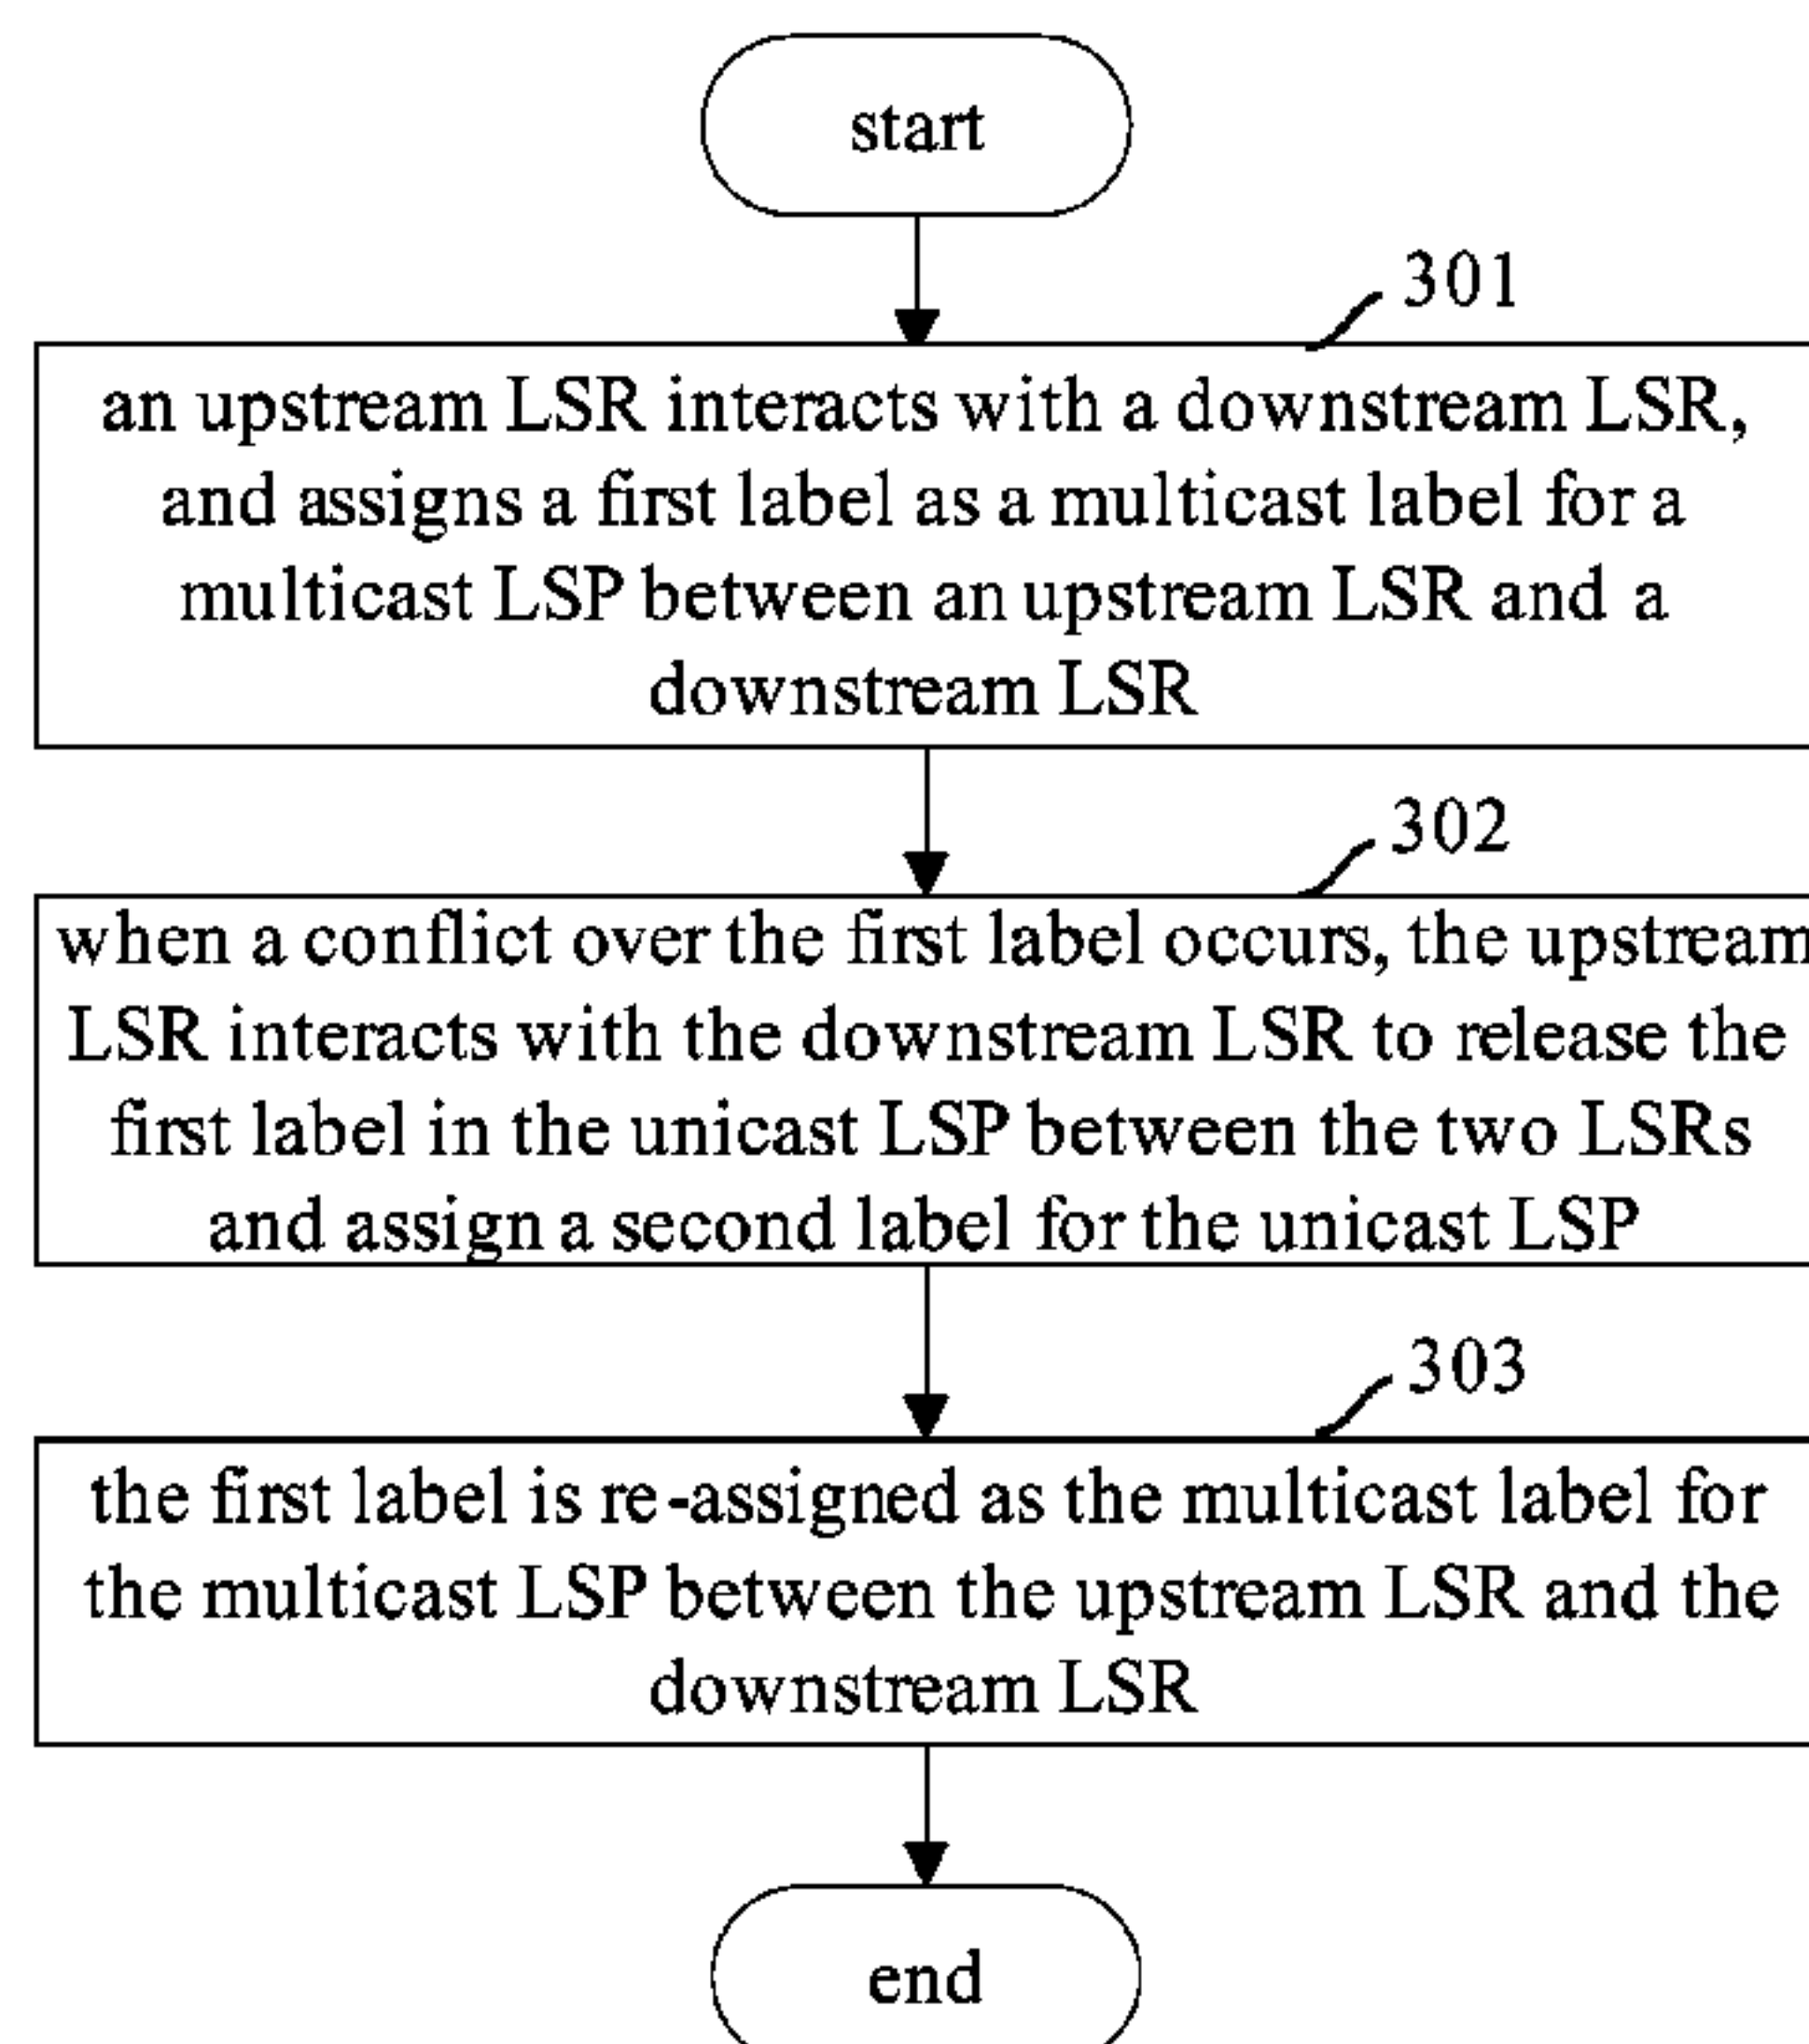 start
301
an upstream LSR interacts with a downstream LSR,
and assigns a first label as a multicast label for a
multicast LSP between an upstream LSR and a
downstream LSR
302
when a conflict over the first label occurs, the upstream
LSR interacts with the downstream LSR to release the
first label in the unicast LSP between the two LSRs
and assign a second label for the unicast LSP
303
the first label is re-assigned as the multicast label for
the multicast LSP between the upstream LSR and the
downstream LSR
end